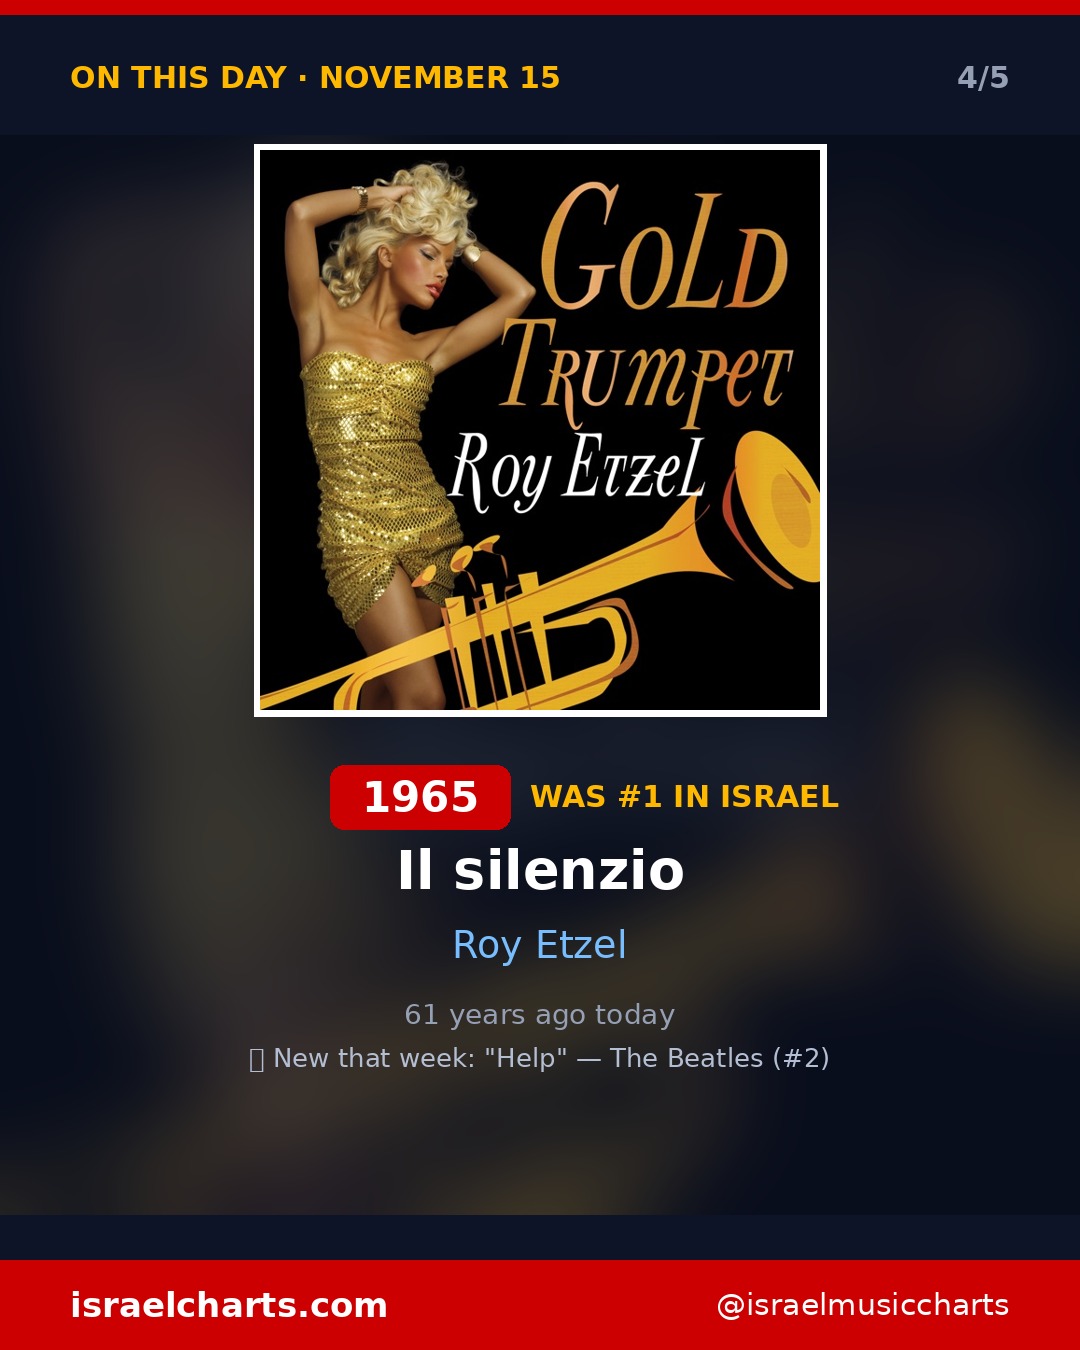 ON THIS DAY · NOVEMBER 15
4/5
GOLD
TRUMPET
Roy Etzel
1965 WAS #1 IN ISRAEL
Il silenzio
Roy Etzel
61 years ago today
▯ New that week: "Help" — The Beatles (#2)
israelcharts.com
@israelmusiccharts